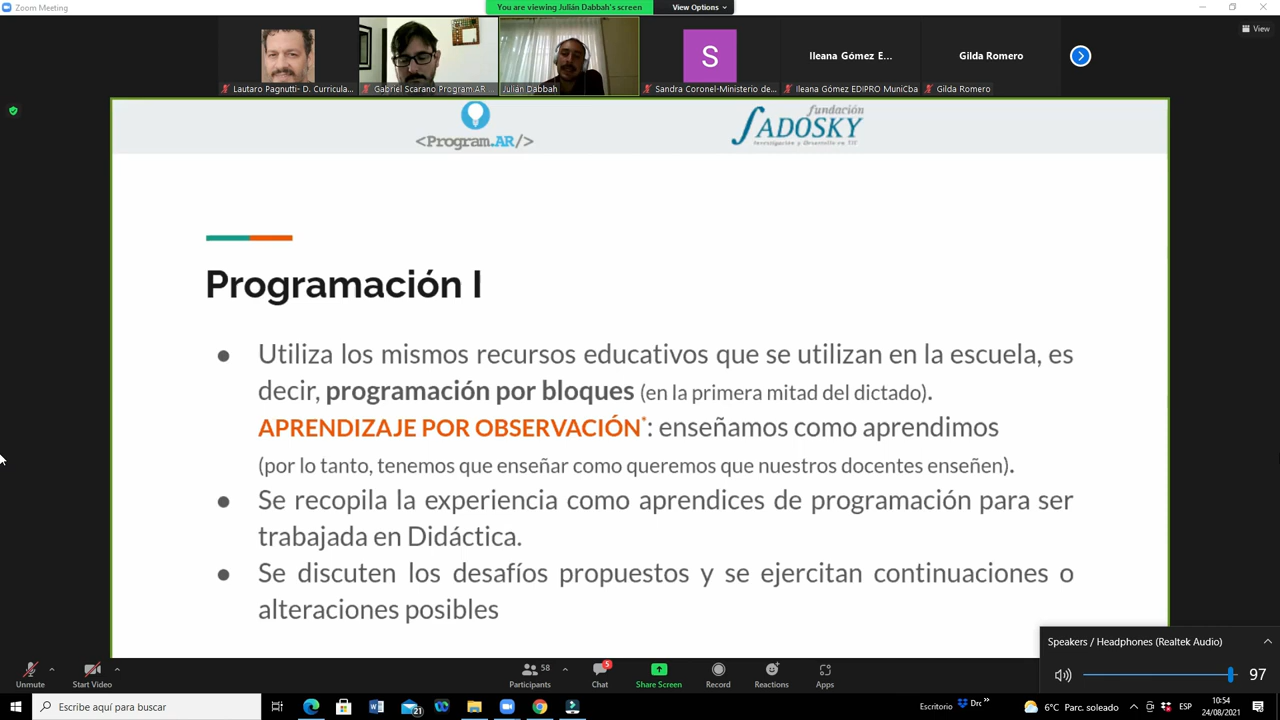 Zoom Meeting
You are viewing Julián Dabbah's screen
View Options
View
S
Ileana Gómez E...
Gilda Romero
Lautaro Pagnutti- D. Curricula...
Gabriel Scarano Program.AR ...
Julián Dabbah
Sandra Coronel-Ministerio de...
Ileana Gómez EDIPRO MuniCba
Gilda Romero
<Program.AR/>
fundación
SADOSKY
Investigación y Desarrollo en TIC
Programación I
● Utiliza los mismos recursos educativos que se utilizan en la escuela, es
decir, programación por bloques (en la primera mitad del dictado).
APRENDIZAJE POR OBSERVACIÓN*: enseñamos como aprendimos
(por lo tanto, tenemos que enseñar como queremos que nuestros docentes enseñen).
● Se recopila la experiencia como aprendices de programación para ser
trabajada en Didáctica.
● Se discuten los desafíos propuestos y se ejercitan continuaciones o
alteraciones posibles
Speakers / Headphones (Realtek Audio)
97
Unmute
Start Video
58
Participants
5
Chat
Share Screen
Record
Reactions
Apps
Escribe aquí para buscar
21
Escritorio
Drc
»
6°C Parc. soleado
ESP
10:54
24/08/2021